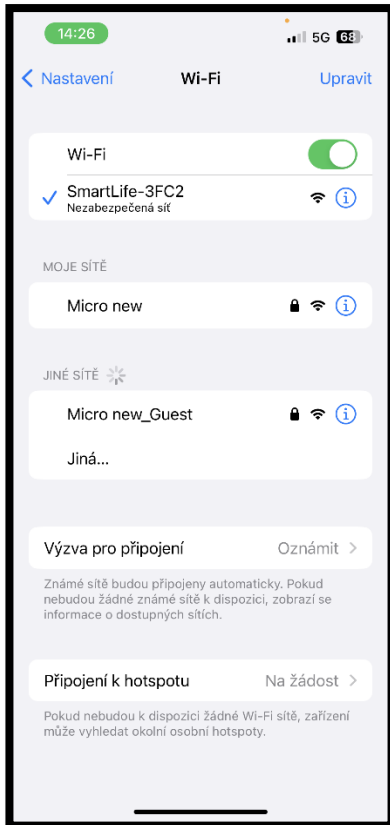 14:26
5G 68
Nastavení
Wi-Fi
Upravit
Wi-Fi
SmartLife-3FC2
Nezabezpečená síť
MOJE SÍTĚ
Micro new
JINÉ SÍTĚ
Micro new_Guest
Jiná...
Výzva pro připojení
Oznámit
Známé sítě budou připojeny automaticky. Pokud
nebudou žádné známé sítě k dispozici, zobrazí se
informace o dostupných sítích.
Připojení k hotspotu
Na žádost
Pokud nebudou k dispozici žádné Wi-Fi sítě, zařízení
může vyhledat okolní osobní hotspoty.